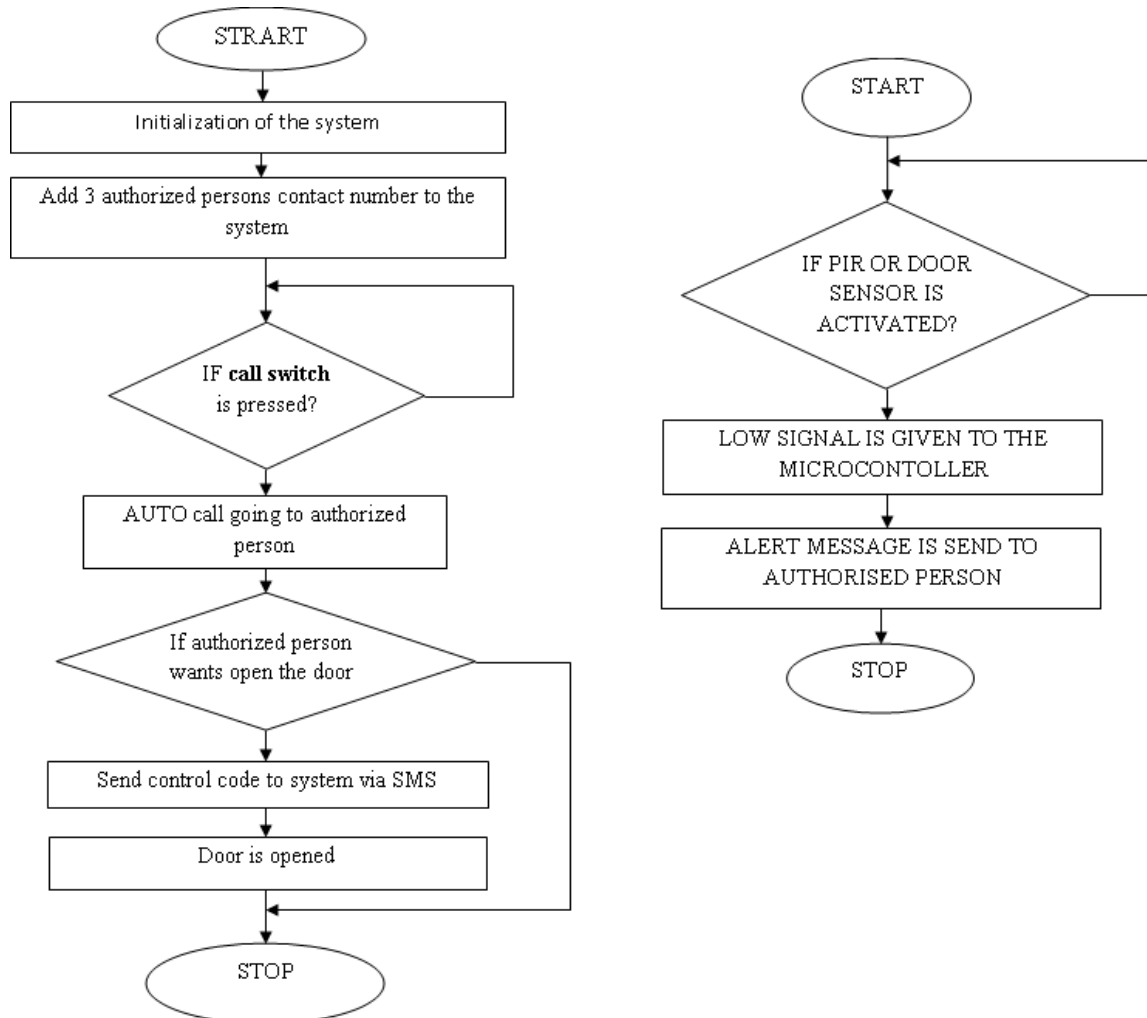 STRART
Initialization of the system
Add 3 authorized persons contact number to the
system
IF call switch
is pressed?
AUTO call going to authorized
person
If authorized person
wants open the door
Send control code to system via SMS
Door is opened
STOP
START
IF PIR OR DOOR
SENSOR IS
ACTIVATED?
LOW SIGNAL IS GIVEN TO THE
MICROCONTOLLER
ALERT MESSAGE IS SEND TO
AUTHORISED PERSON
STOP